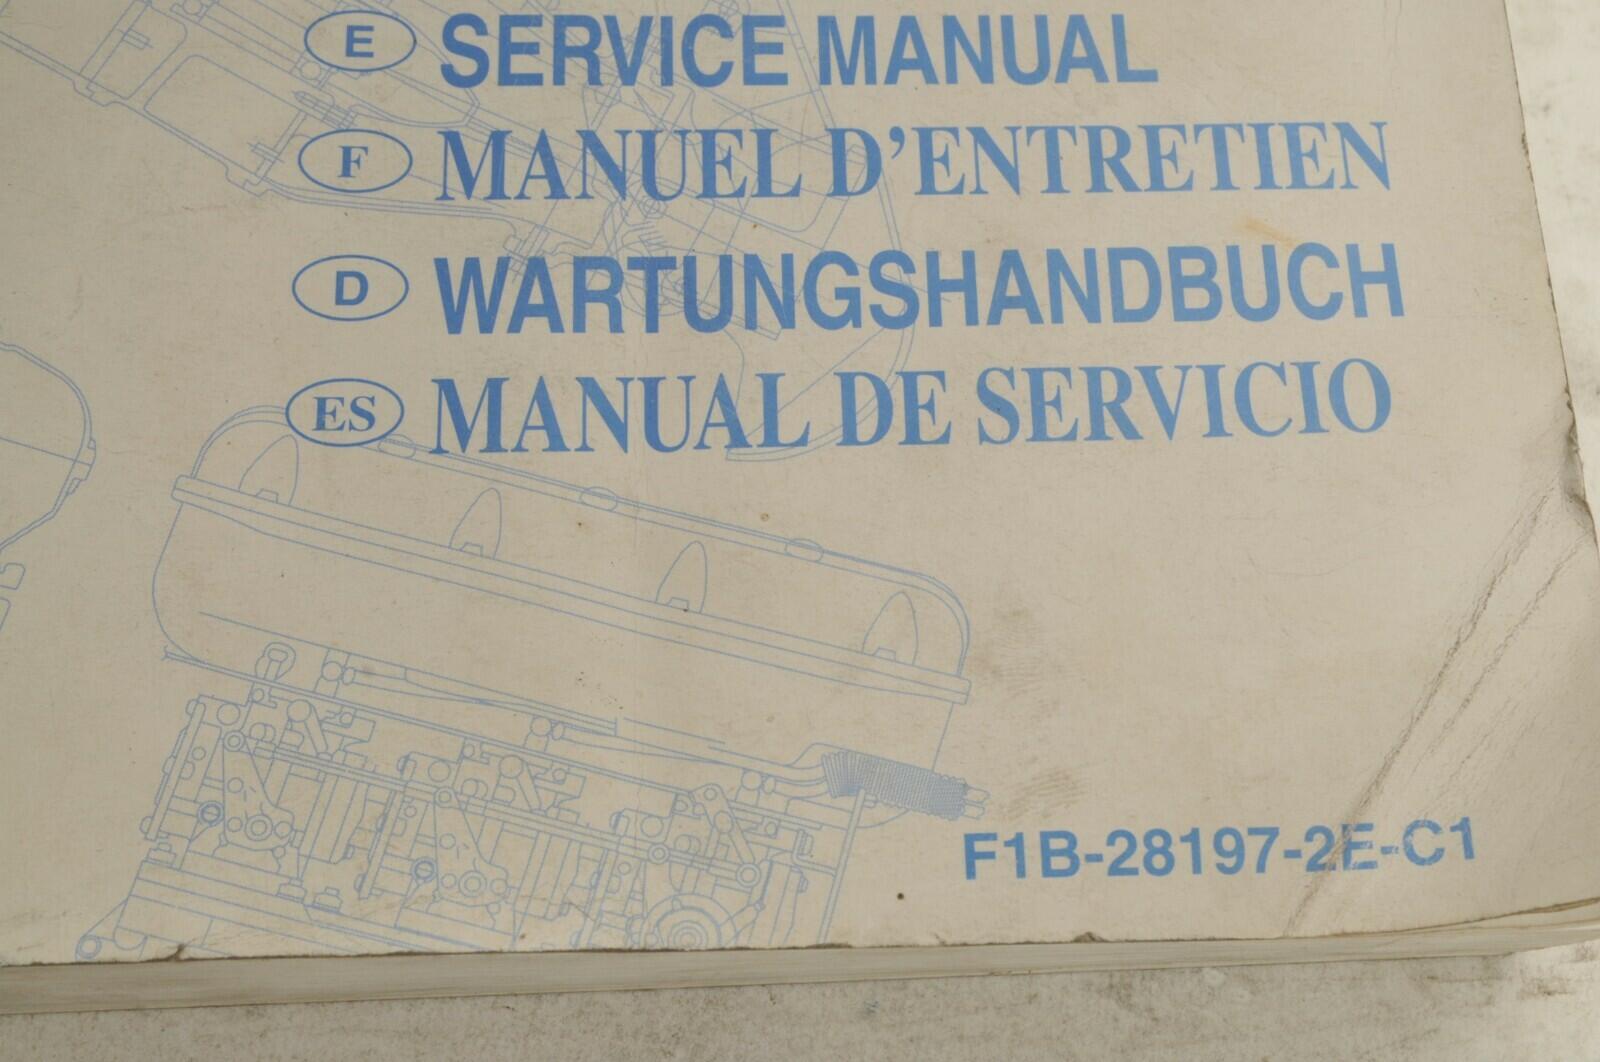 E SERVICE MANUAL
F MANUEL D'ENTRETIEN
D WARTUNGSHANDBUCH
ES MANUAL DE SERVICIO
F1B-28197-2E-C1